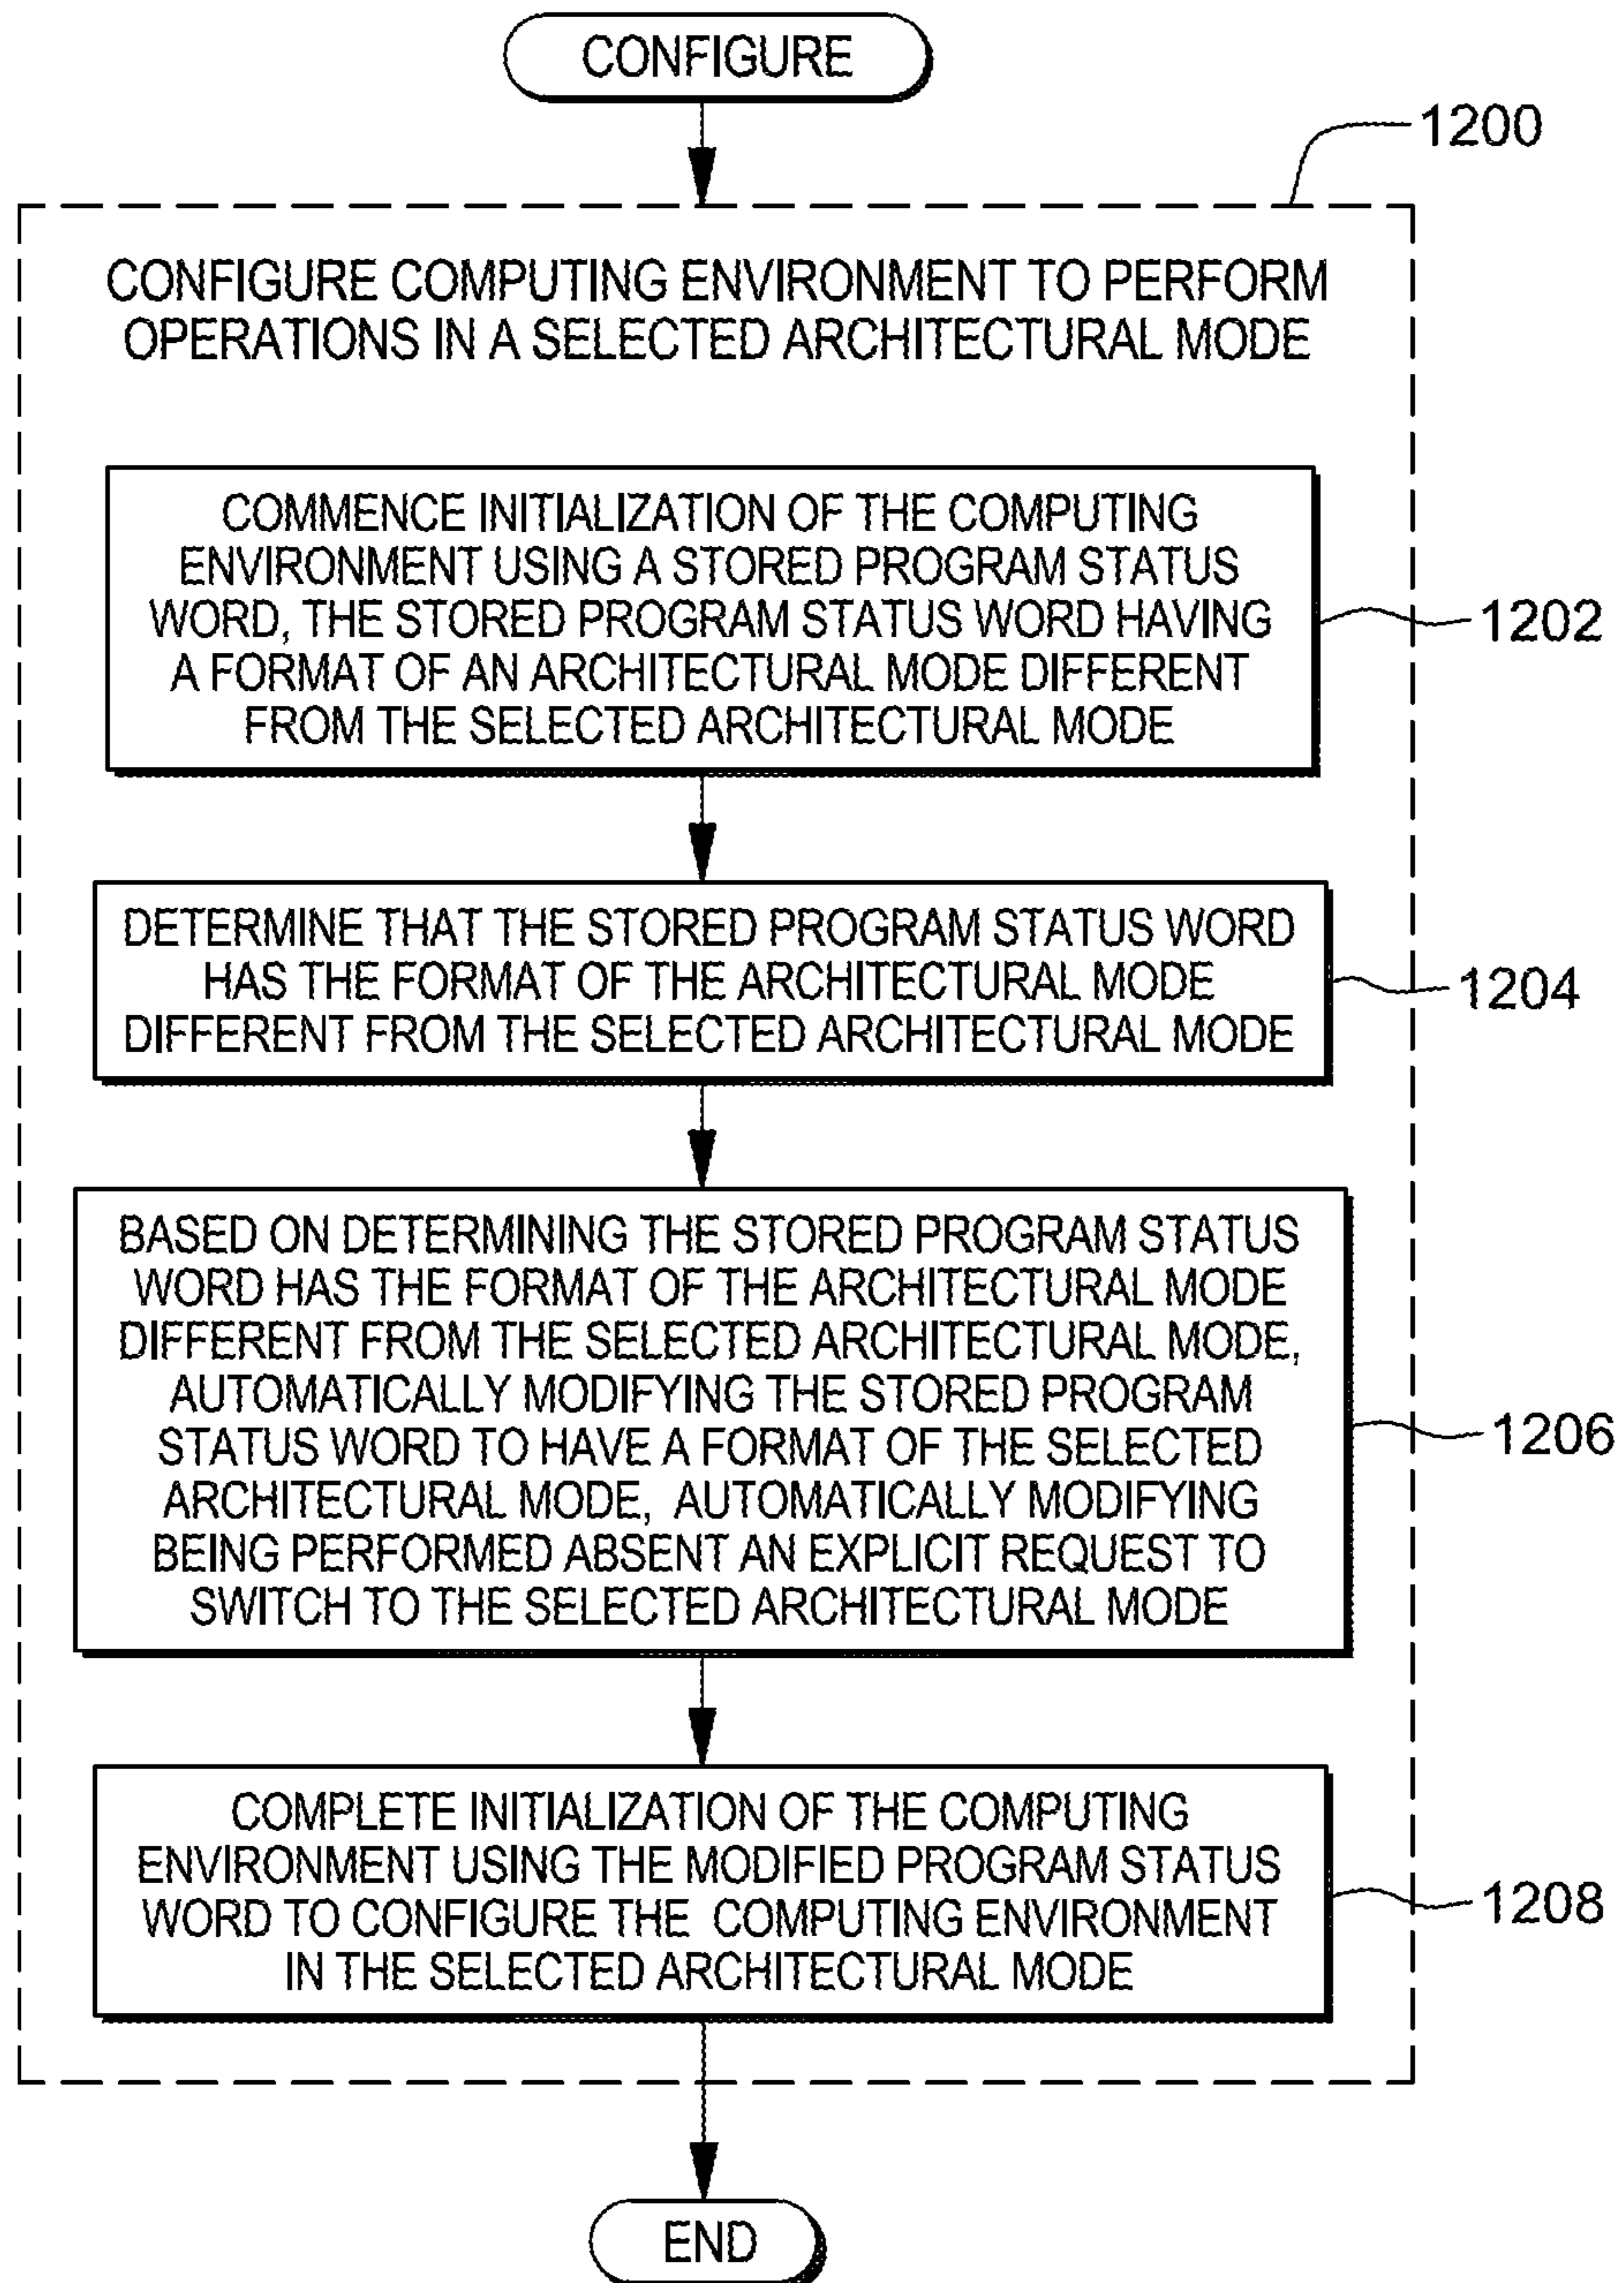 CONFIGURE
1200
CONFIGURE COMPUTING ENVIRONMENT TO PERFORM
OPERATIONS IN A SELECTED ARCHITECTURAL MODE
COMMENCE INITIALIZATION OF THE COMPUTING
ENVIRONMENT USING A STORED PROGRAM STATUS
WORD, THE STORED PROGRAM STATUS WORD HAVING
A FORMAT OF AN ARCHITECTURAL MODE DIFFERENT
FROM THE SELECTED ARCHITECTURAL MODE
1202
DETERMINE THAT THE STORED PROGRAM STATUS WORD
HAS THE FORMAT OF THE ARCHITECTURAL MODE
DIFFERENT FROM THE SELECTED ARCHITECTURAL MODE
1204
BASED ON DETERMINING THE STORED PROGRAM STATUS
WORD HAS THE FORMAT OF THE ARCHITECTURAL MODE
DIFFERENT FROM THE SELECTED ARCHITECTURAL MODE,
AUTOMATICALLY MODIFYING THE STORED PROGRAM
STATUS WORD TO HAVE A FORMAT OF THE SELECTED
ARCHITECTURAL MODE, AUTOMATICALLY MODIFYING
BEING PERFORMED ABSENT AN EXPLICIT REQUEST TO
SWITCH TO THE SELECTED ARCHITECTURAL MODE
1206
COMPLETE INITIALIZATION OF THE COMPUTING
ENVIRONMENT USING THE MODIFIED PROGRAM STATUS
WORD TO CONFIGURE THE COMPUTING ENVIRONMENT
IN THE SELECTED ARCHITECTURAL MODE
1208
END